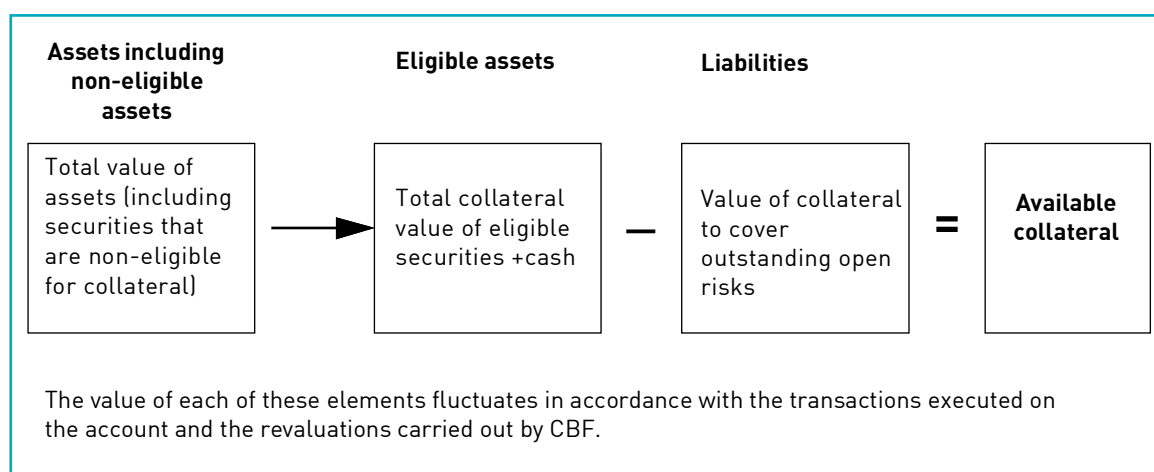 Assets including
non-eligible
assets
Eligible assets
Liabilities
Total value of
assets (including
securities that
are non-eligible
for collateral)
Total collateral
value of eligible
securities +cash
—
Value of collateral
to cover
outstanding open
risks
=
Available
collateral
The value of each of these elements fluctuates in accordance with the transactions executed on
the account and the revaluations carried out by CBF.